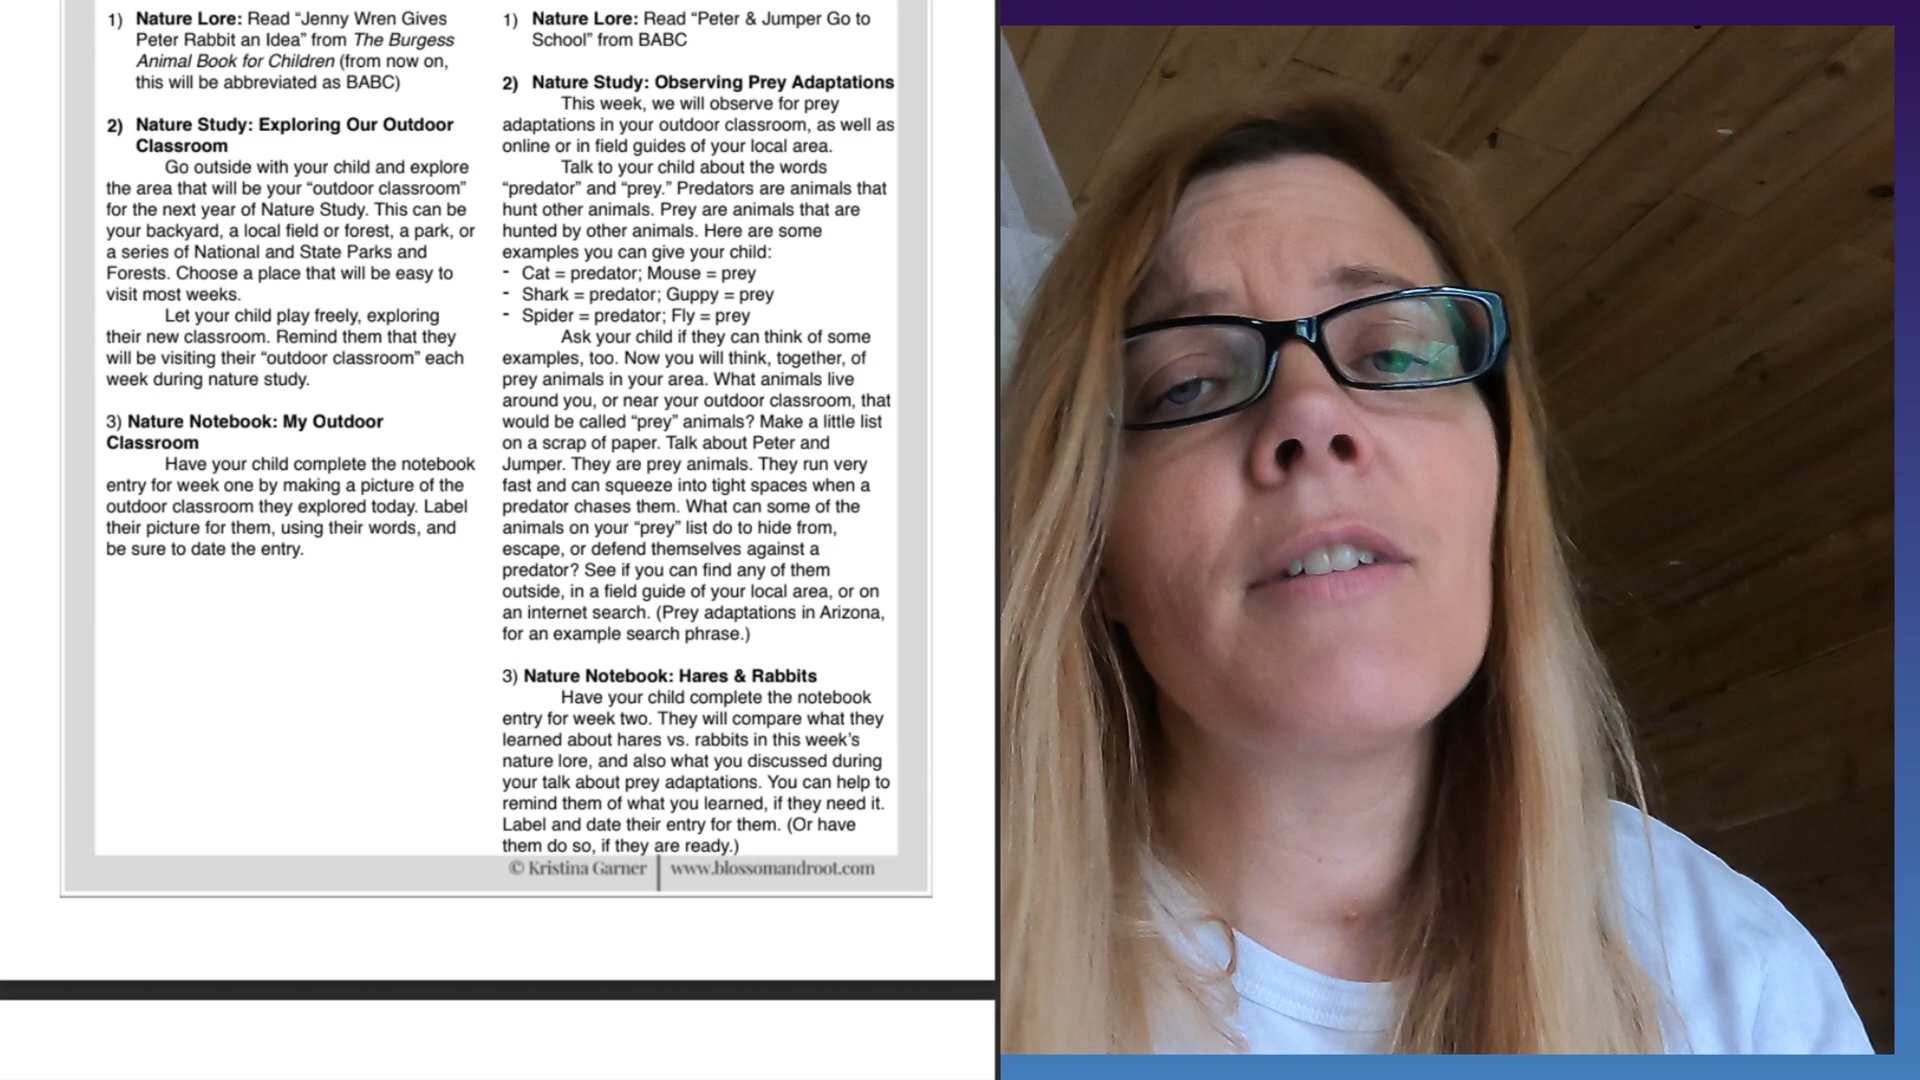 1) Nature Lore: Read “Jenny Wren Gives
Peter Rabbit an Idea” from The Burgess
Animal Book for Children (from now on,
this will be abbreviated as BABC)
2) Nature Study: Exploring Our Outdoor
Classroom
Go outside with your child and explore
the area that will be your “outdoor classroom”
for the next year of Nature Study. This can be
your backyard, a local field or forest, a park, or
a series of National and State Parks and
Forests. Choose a place that will be easy to
visit most weeks.
Let your child play freely, exploring
their new classroom. Remind them that they
will be visiting their “outdoor classroom” each
week during nature study.
3) Nature Notebook: My Outdoor
Classroom
Have your child complete the notebook
entry for week one by making a picture of the
outdoor classroom they explored today. Label
their picture for them, using their words, and
be sure to date the entry.
1) Nature Lore: Read “Peter & Jumper Go to
School” from BABC
2) Nature Study: Observing Prey Adaptations
This week, we will observe for prey
adaptations in your outdoor classroom, as well as
online or in field guides of your local area.
Talk to your child about the words
“predator” and “prey.” Predators are animals that
hunt other animals. Prey are animals that are
hunted by other animals. Here are some
examples you can give your child:
- Cat = predator; Mouse = prey
- Shark = predator; Guppy = prey
- Spider = predator; Fly = prey
Ask your child if they can think of some
examples, too. Now you will think, together, of
prey animals in your area. What animals live
around you, or near your outdoor classroom, that
would be called “prey” animals? Make a little list
on a scrap of paper. Talk about Peter and
Jumper. They are prey animals. They run very
fast and can squeeze into tight spaces when a
predator chases them. What can some of the
animals on your “prey” list do to hide from,
escape, or defend themselves against a
predator? See if you can find any of them
outside, in a field guide of your local area, or on
an internet search. (Prey adaptations in Arizona,
for an example search phrase.)
3) Nature Notebook: Hares & Rabbits
Have your child complete the notebook
entry for week two. They will compare what they
learned about hares vs. rabbits in this week’s
nature lore, and also what you discussed during
your talk about prey adaptations. You can help to
remind them of what you learned, if they need it.
Label and date their entry for them. (Or have
them do so, if they are ready.)
© Kristina Garner | www.blossomandroot.com